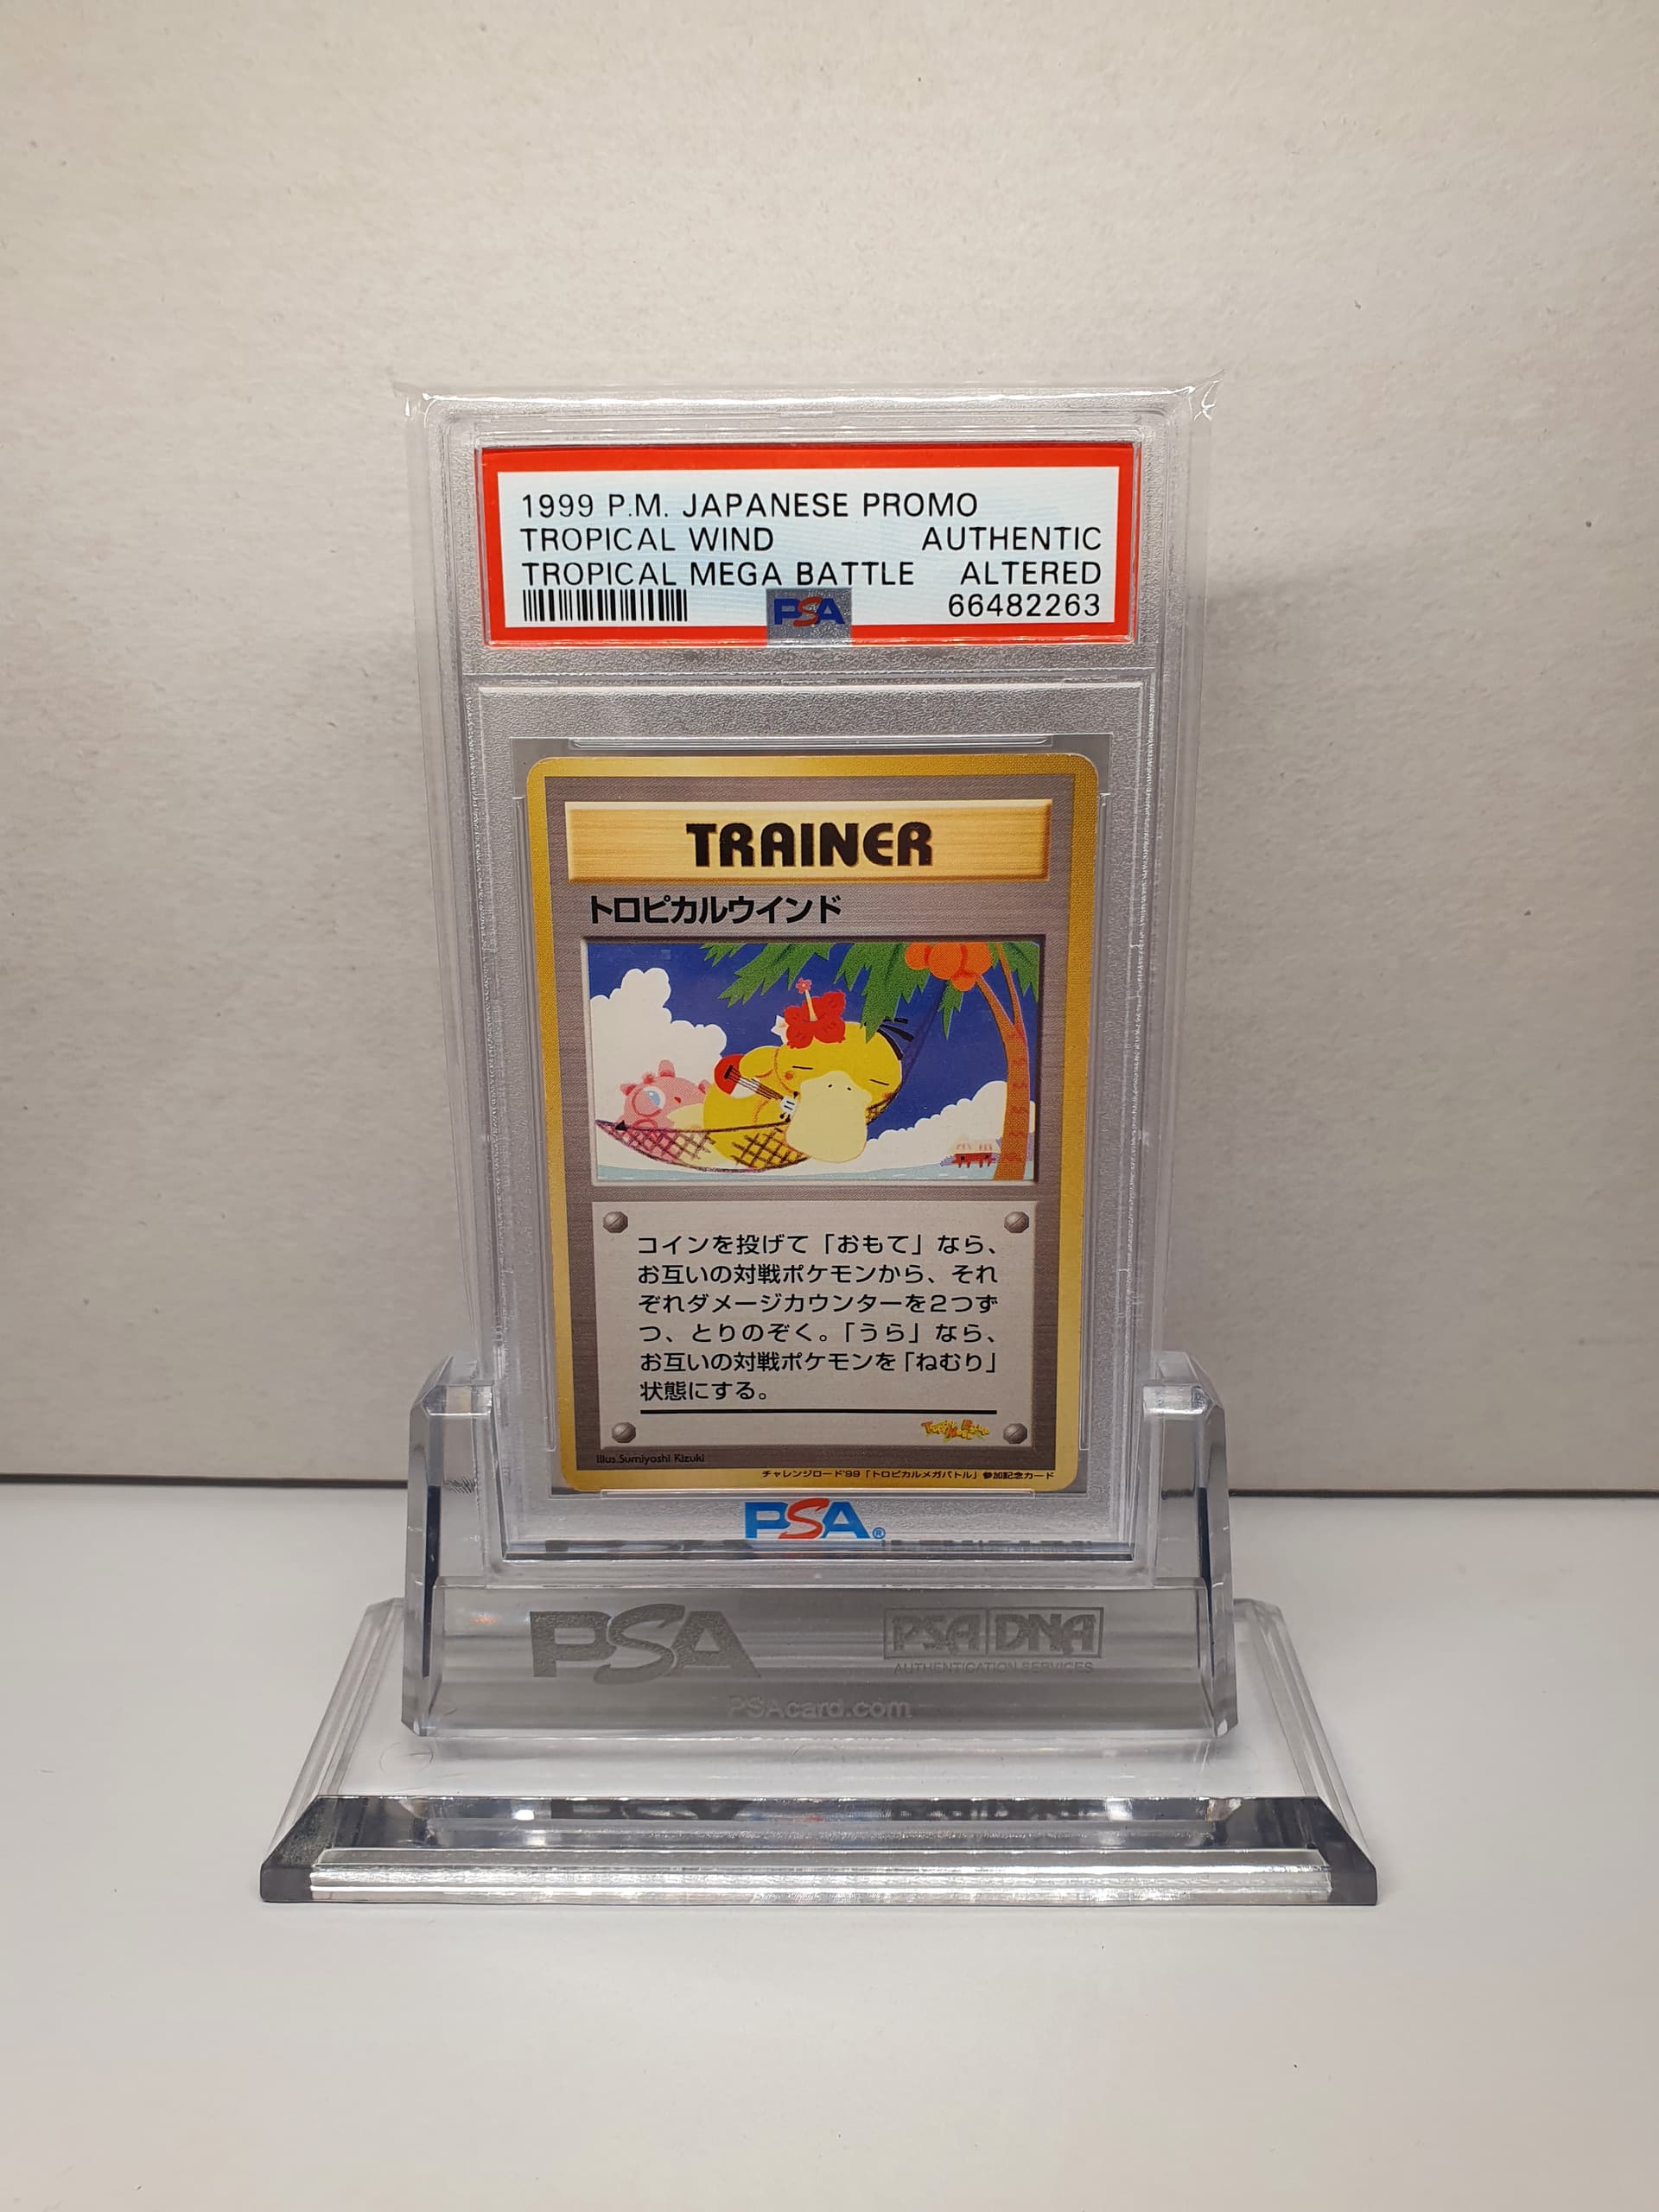 1999 P.M. JAPANESE PROMO
TROPICAL WIND AUTHENTIC
TROPICAL MEGA BATTLE ALTERED
PSA 66482263
TRAINER
トロピカルウインド
コインを投げて「おもて」なら、
お互いの対戦ポケモンから、それ
ぞれダメージカウンターを2つず
つ、とりのぞく。「うら」なら、
お互いの対戦ポケモンを「ねむり」
状態にする。
Illus.Sumiyoshi Kizuki
チャレンジロード'99「トロピカルメガバトル」参加記念カード
PSA®
PSA PSA DNA
AUTHENTICATION SERVICES
PSAcard.com